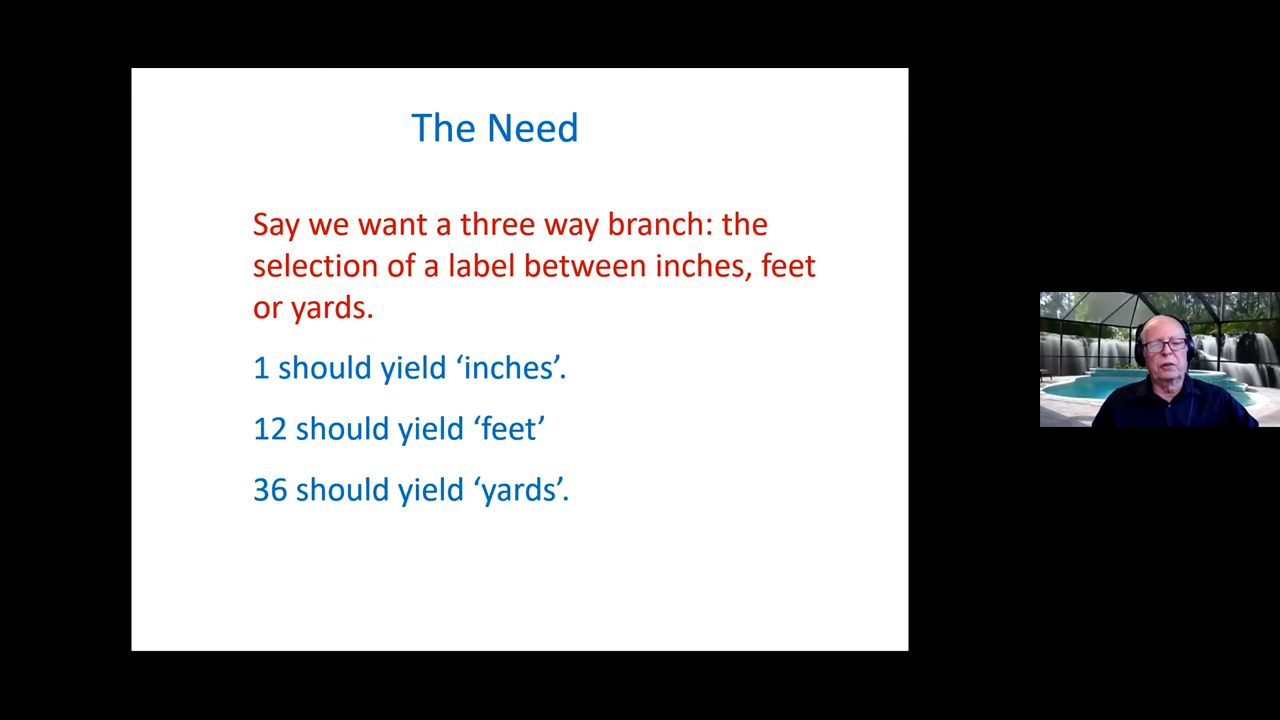 The Need
Say we want a three way branch: the
selection of a label between inches, feet
or yards.
1 should yield ‘inches’.
12 should yield ‘feet’
36 should yield ‘yards’.